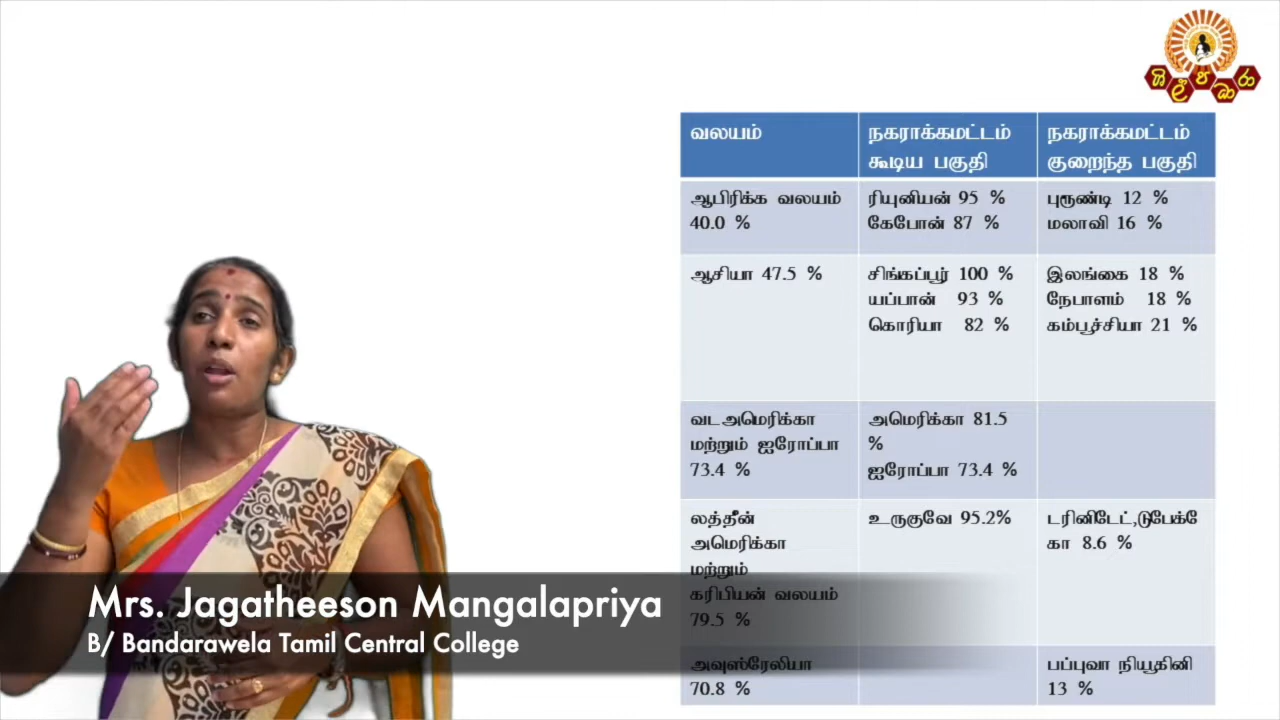 ශිල්ප ධාරා
வலயம்
நகராக்கமட்டம்
கூடிய பகுதி
நகராக்கமட்டம்
குறைந்த பகுதி
ஆபிரிக்க வலயம்
40.0 %
ரியுனியன் 95 %
கேபோன் 87 %
புரூண்டி 12 %
மலாவி 16 %
ஆசியா 47.5 %
சிங்கப்பூர் 100 %
யப்பான் 93 %
கொரியா 82 %
இலங்கை 18 %
நேபாளம் 18 %
கம்பூச்சியா 21 %
வடஅமெரிக்கா
மற்றும் ஐரோப்பா
73.4 %
அமெரிக்கா 81.5
%
ஐரோப்பா 73.4 %
லத்தீன்
அமெரிக்கா
மற்றும்
கரிபியன் வலயம்
79.5 %
உருகுவே 95.2%
டரினிடேட்,டுபேக்கே
கா 8.6 %
அவுஸ்ரேலியா
70.8 %
பப்புவா நியூகினி
13 %
Mrs. Jagatheeson Mangalapriya
B/ Bandarawela Tamil Central College